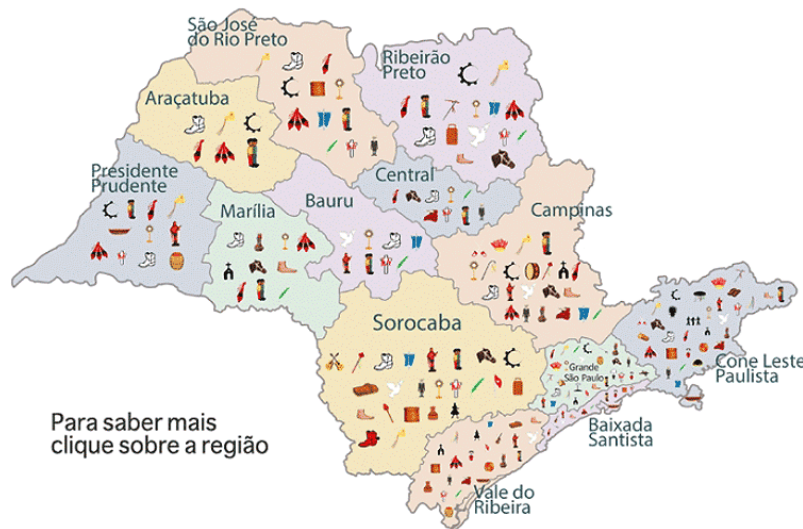 São José
do Rio Preto
Ribeirão
Preto
Araçatuba
Presidente
Prudente
Central
Bauru
Marília
Campinas
Sorocaba
Grande
São Paulo
Cone Leste
Paulista
Baixada
Santista
Vale do
Ribeira
Para saber mais
clique sobre a região